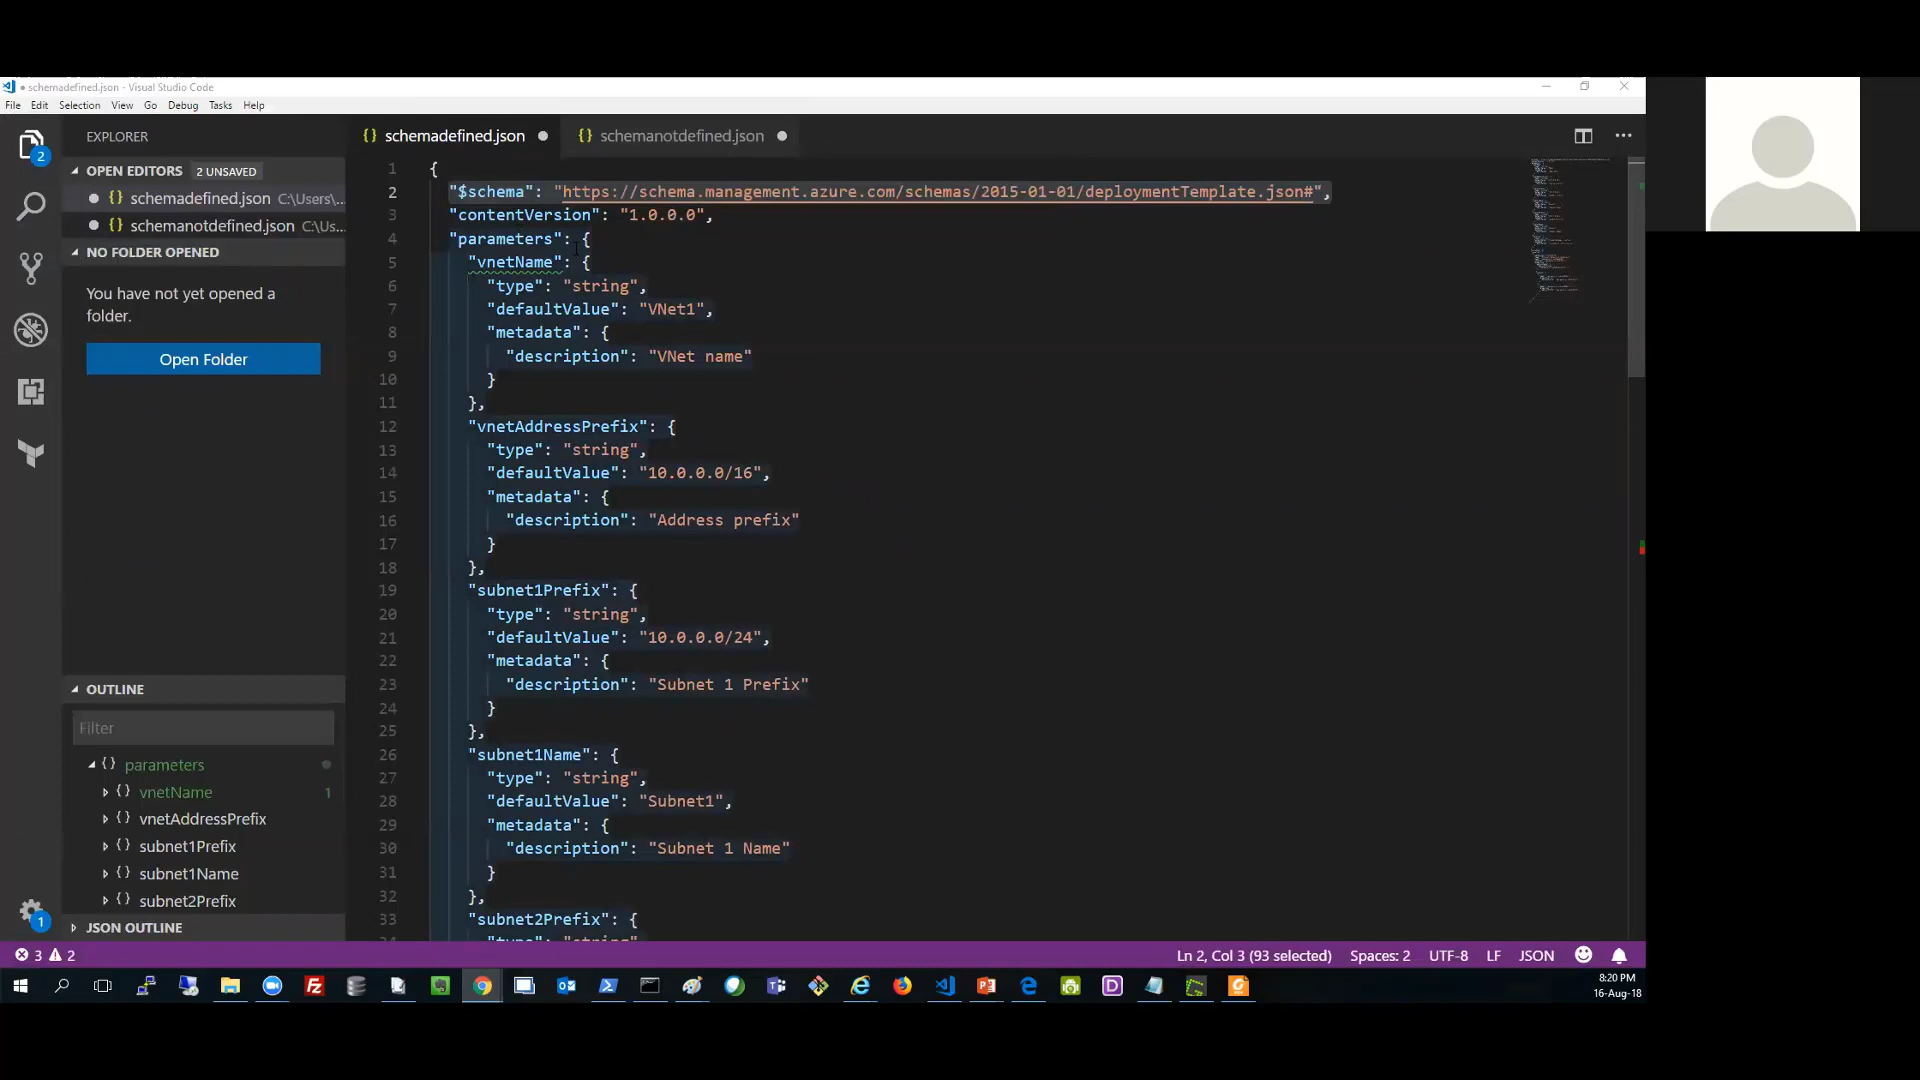 schemadefined.json - Visual Studio Code
File Edit Selection View Go Debug Tasks Help
EXPLORER
2
OPEN EDITORS 2 UNSAVED
{} schemadefined.json C:\Users\...
{} schemanotdefined.json C:\Us...
NO FOLDER OPENED
You have not yet opened a
folder.
Open Folder
OUTLINE
Filter
{} parameters
{} vnetName 1
{} vnetAddressPrefix
{} subnet1Prefix
{} subnet1Name
{} subnet2Prefix
1
JSON OUTLINE
{} schemadefined.json ● {} schemanotdefined.json ●
1 {
2 "$schema": "https://schema.management.azure.com/schemas/2015-01-01/deploymentTemplate.json#",
3 "contentVersion": "1.0.0.0",
4 "parameters": {
5 "vnetName": {
6 "type": "string",
7 "defaultValue": "VNet1",
8 "metadata": {
9 "description": "VNet name"
10 }
11 },
12 "vnetAddressPrefix": {
13 "type": "string",
14 "defaultValue": "10.0.0.0/16",
15 "metadata": {
16 "description": "Address prefix"
17 }
18 },
19 "subnet1Prefix": {
20 "type": "string",
21 "defaultValue": "10.0.0.0/24",
22 "metadata": {
23 "description": "Subnet 1 Prefix"
24 }
25 },
26 "subnet1Name": {
27 "type": "string",
28 "defaultValue": "Subnet1",
29 "metadata": {
30 "description": "Subnet 1 Name"
31 }
32 },
33 "subnet2Prefix": {
34 "type": "string"
3 2 Ln 2, Col 3 (93 selected) Spaces: 2 UTF-8 LF JSON
8:20 PM
16-Aug-18